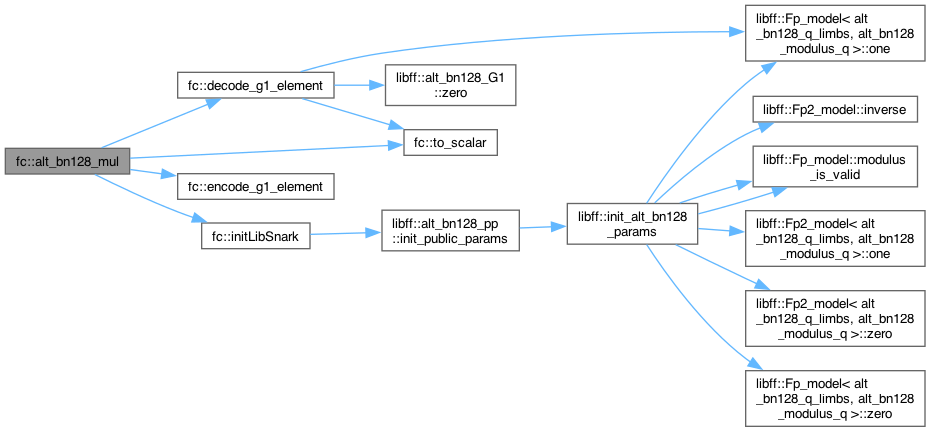 fc::alt_bn128_mul
fc::decode_g1_element
fc::encode_g1_element
fc::initLibSnark
libff::alt_bn128_G1
::zero
fc::to_scalar
libff::alt_bn128_pp
::init_public_params
libff::init_alt_bn128
_params
libff::Fp_model< alt
_bn128_q_limbs, alt_bn128
_modulus_q >::one
libff::Fp2_model::inverse
libff::Fp_model::modulus
_is_valid
libff::Fp2_model< alt
_bn128_q_limbs, alt_bn128
_modulus_q >::one
libff::Fp2_model< alt
_bn128_q_limbs, alt_bn128
_modulus_q >::zero
libff::Fp_model< alt
_bn128_q_limbs, alt_bn128
_modulus_q >::zero